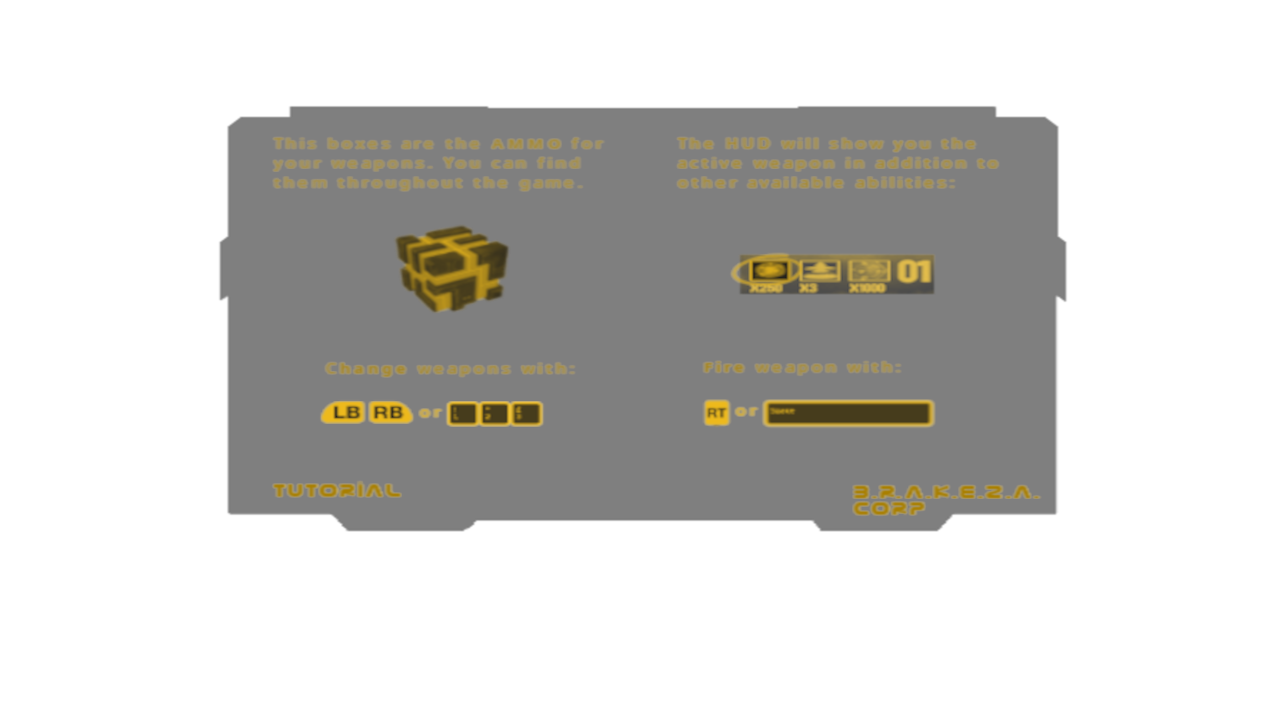 This boxes are the AMMO for
your weapons. You can find
them throughout the game.
The HUD will show you the
active weapon in addition to
other available abilities:
X250 X3 X1000 01
Change weapons with:
LB RB or
Fire weapon with:
RT or
TUTORIAL
B.R.A.K.E.Z.A.
CORP